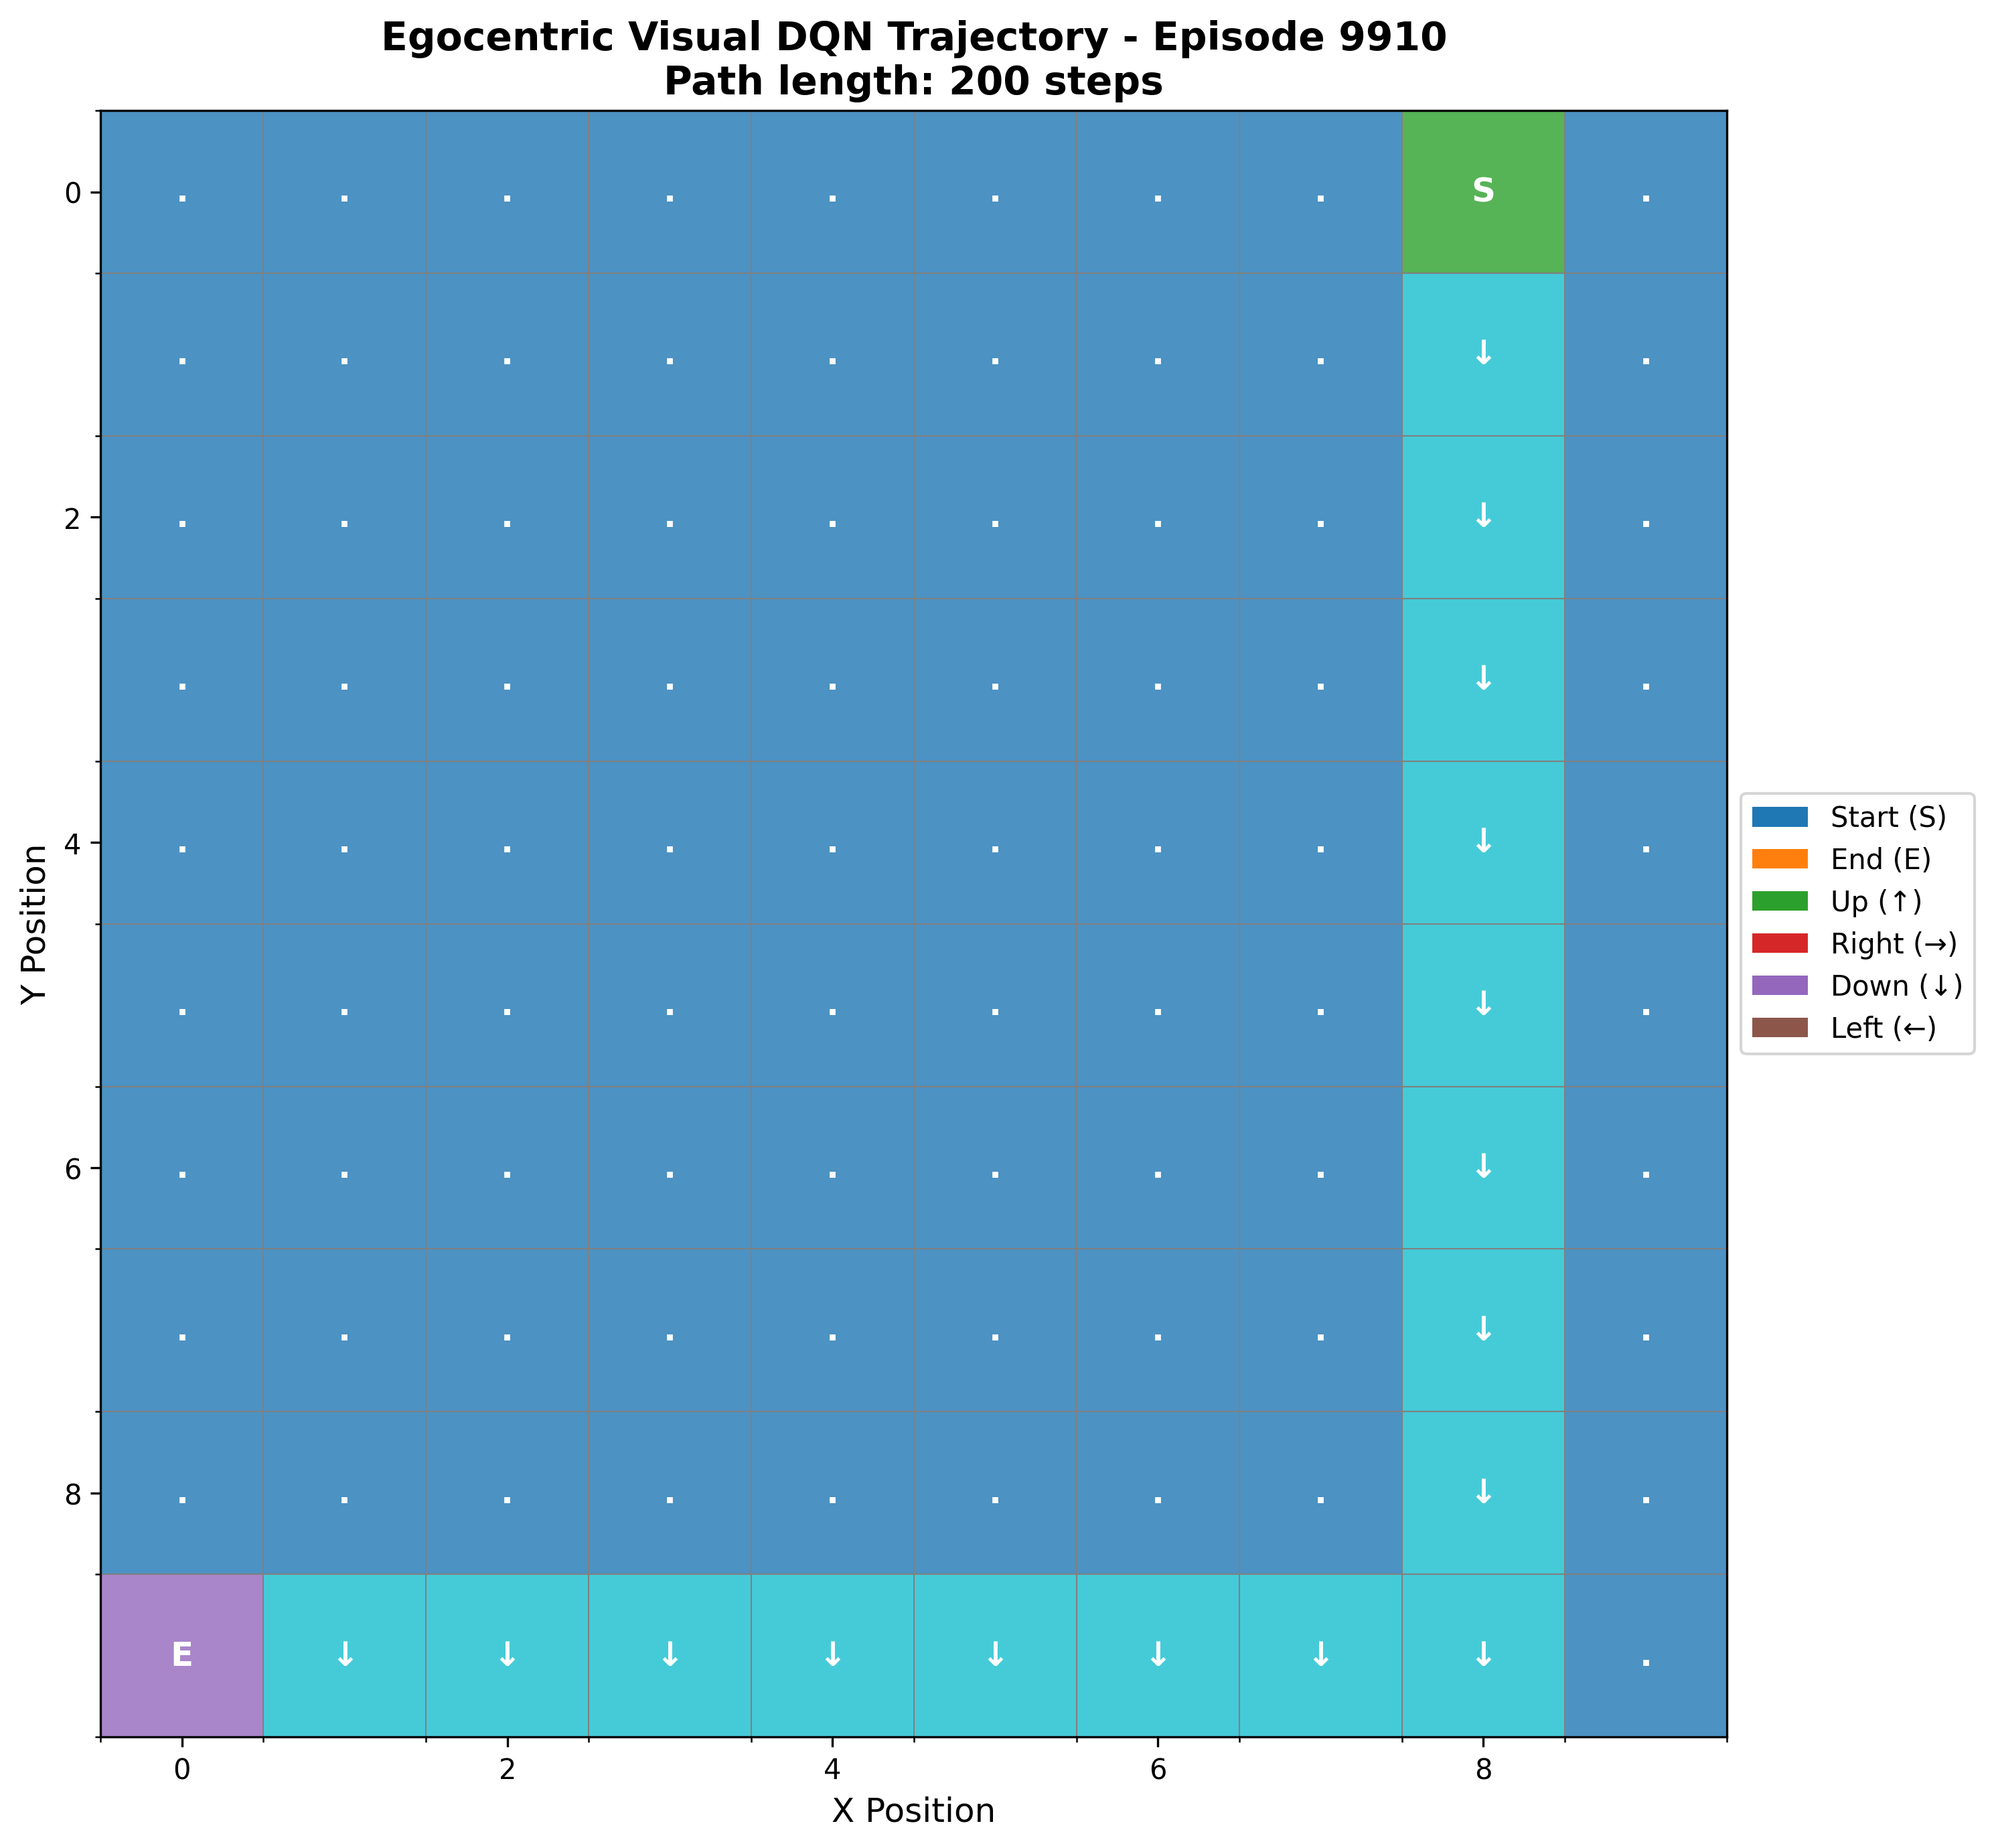 Egocentric Visual DQN Trajectory - Episode 9910
Path length: 200 steps
0 . . . . . . . . S .
. . . . . . . . ↓ .
2 . . . . . . . . ↓ .
. . . . . . . . ↓ .
4 . . . . . . . . ↓ .
. . . . . . . . ↓ .
6 . . . . . . . . ↓ .
. . . . . . . . ↓ .
8 . . . . . . . . ↓ .
E ↓ ↓ ↓ ↓ ↓ ↓ ↓ ↓ .
0 2 4 6 8
X Position
Y Position
Start (S)
End (E)
Up (↑)
Right (→)
Down (↓)
Left (←)